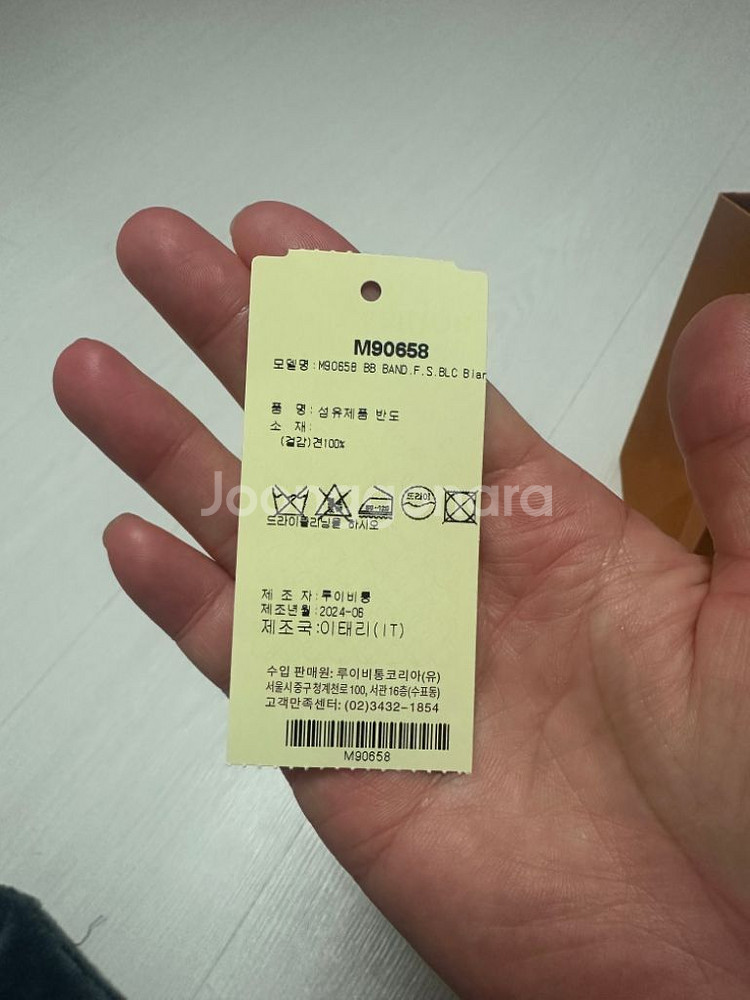 M90658
모델명:M90658 BB BAND.F.S.BLC Blan
품 명:섬유제품 반도
소 재:
(겉감)견100%
Joonggonara
드라이
80~120
드라이클리닝을 하시오
제 조 자:루이비통
제조년월:2024-06
제조국:이태리(IT)
수입 판매원: 루이비통코리아(유)
서울시 중구 청계천로 100, 서관 16층(수표동)
고객만족센터: (02)3432-1854
M90658